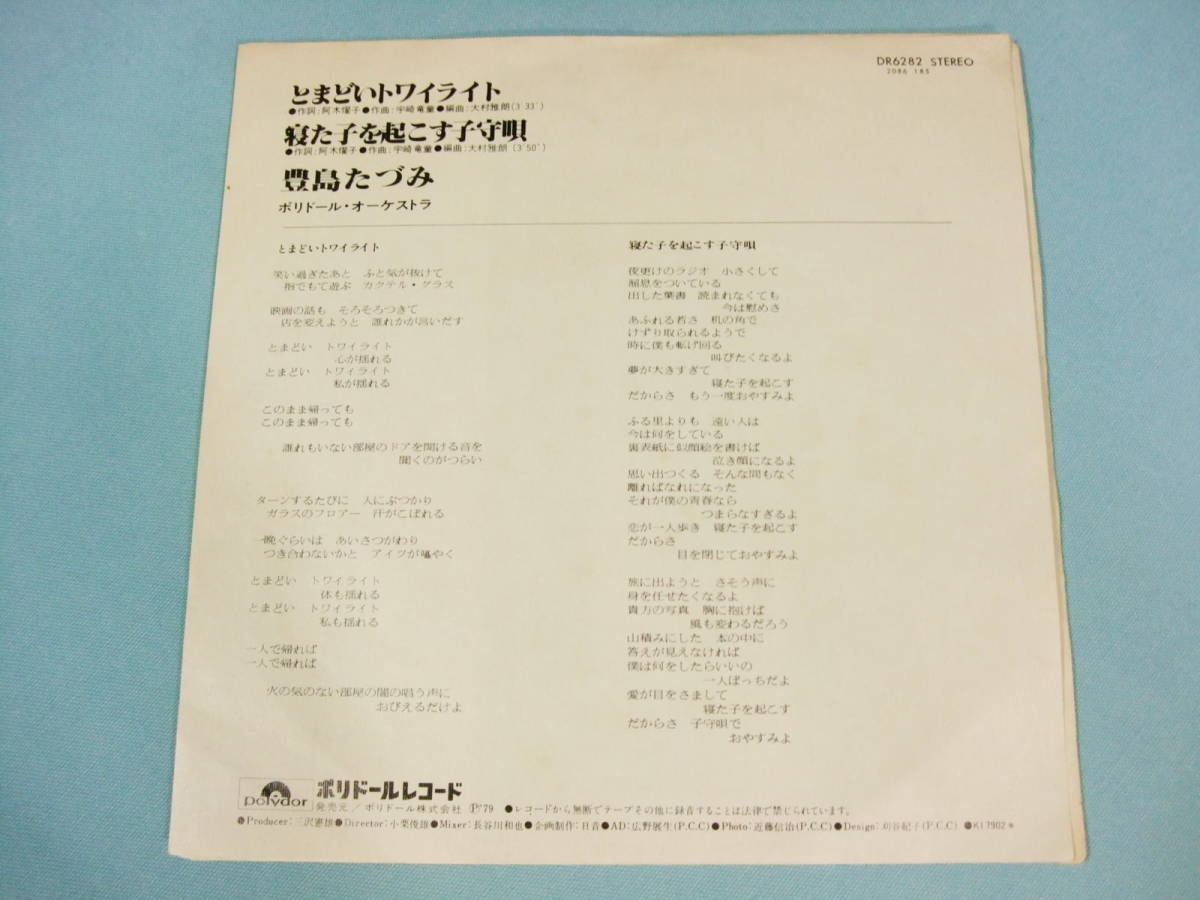 DR6282 STEREO
2086 183
とまどいトワイライト
●作詞:阿木燿子●作曲:宇崎竜童●編曲:大村雅朗(3′33″)
寝た子を起こす子守唄
●作詞:阿木燿子●作曲:宇崎竜童●編曲:大村雅朗(3′50″)
豊島たづみ
ポリドール・オーケストラ
とまどいトワイライト
笑い過ぎたあと ふと気が抜けて
指でもて遊ぶ カクテル・グラス
映画の話も そろそろつきて
店を変えようと 誰れかが言いだす
とまどい トワイライト
心が揺れる
とまどい トワイライト
私が揺れる
このまま帰っても
このまま帰っても
誰れもいない部屋のドアを開ける音を
聞くのがつらい
ターンするたびに 人にぶつかり
ガラスのフロアー 汗がこぼれる
一晩ぐらいは あいさつがわり
つき合わないかと アイツが囁やく
とまどい トワイライト
体も揺れる
とまどい トワイライト
私も揺れる
一人で帰れば
一人で帰れば
火の気のない部屋の闇の唱う声に
おびえるだけよ
寝た子を起こす子守唄
夜更けのラジオ 小さくして
頬杖をついている
出した葉書 読まれなくても
今は慰めさ
あふれる若さ 机の角で
けずり取られるようで
時に僕も転げ回る
叫びたくなるよ
夢が大きすぎて
寝た子を起こす
だからさ もう一度おやすみよ
ふる里よりも 遠い人は
今は何をしている
裏表紙に似顔絵を書けば
泣き顔になるよ
思い出つくる そんな間もなく
離ればなれになった
それが僕の青春なら
つまらなすぎるよ
恋が一人歩き 寝た子を起こす
だからさ
目を閉じておやすみよ
旅に出ようと さそう声に
身を任せたくなるよ
貴方の写真 胸に抱けば
風も変わるだろう
山積みにした 本の中に
答えが見えなければ
僕は何をしたらいいの
一人ぼっちだよ
愛が目をさまして
寝た子を起こす
だからさ 子守唄で
おやすみよ
polydor
ポリドールレコード
発売元/ポリドール株式会社 Ⓟ'79 ●レコードから無断でテープその他に録音することは法律で禁じられています。
●Producer:三沢憲雄●Director:小栗俊雄●Mixer:長谷川和也●企画制作:日音●AD:広野展生(P.C.C)●Photo:近藤信治(P.C.C)●Design:刈谷紀子(P.C.C) ●K17902*